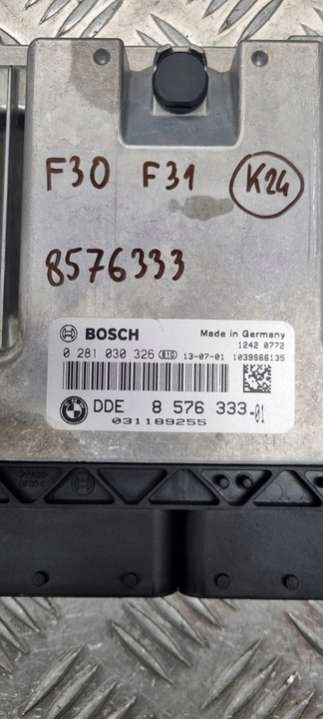 F30 F31 K24
8576333
BOSCH Made in Germany
1242 0772
0 281 030 326 13-07-01 1039S66135
DDE 8 576 333-01
031189255